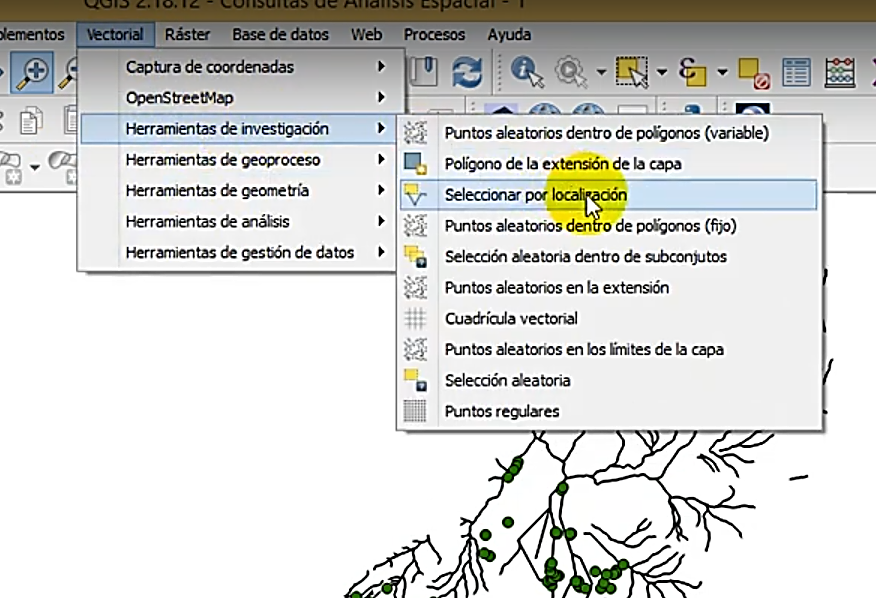 QGIS 2.18.12 - Consultas de Análisis Espacial - 1
plementos Vectorial Ráster Base de datos Web Procesos Ayuda
Captura de coordenadas
OpenStreetMap
Herramientas de investigación
Herramientas de geoproceso
Herramientas de geometría
Herramientas de análisis
Herramientas de gestión de datos
Puntos aleatorios dentro de polígonos (variable)
Polígono de la extensión de la capa
Seleccionar por localización
Puntos aleatorios dentro de polígonos (fijo)
Selección aleatoria dentro de subconjutos
Puntos aleatorios en la extensión
Cuadrícula vectorial
Puntos aleatorios en los límites de la capa
Selección aleatoria
Puntos regulares